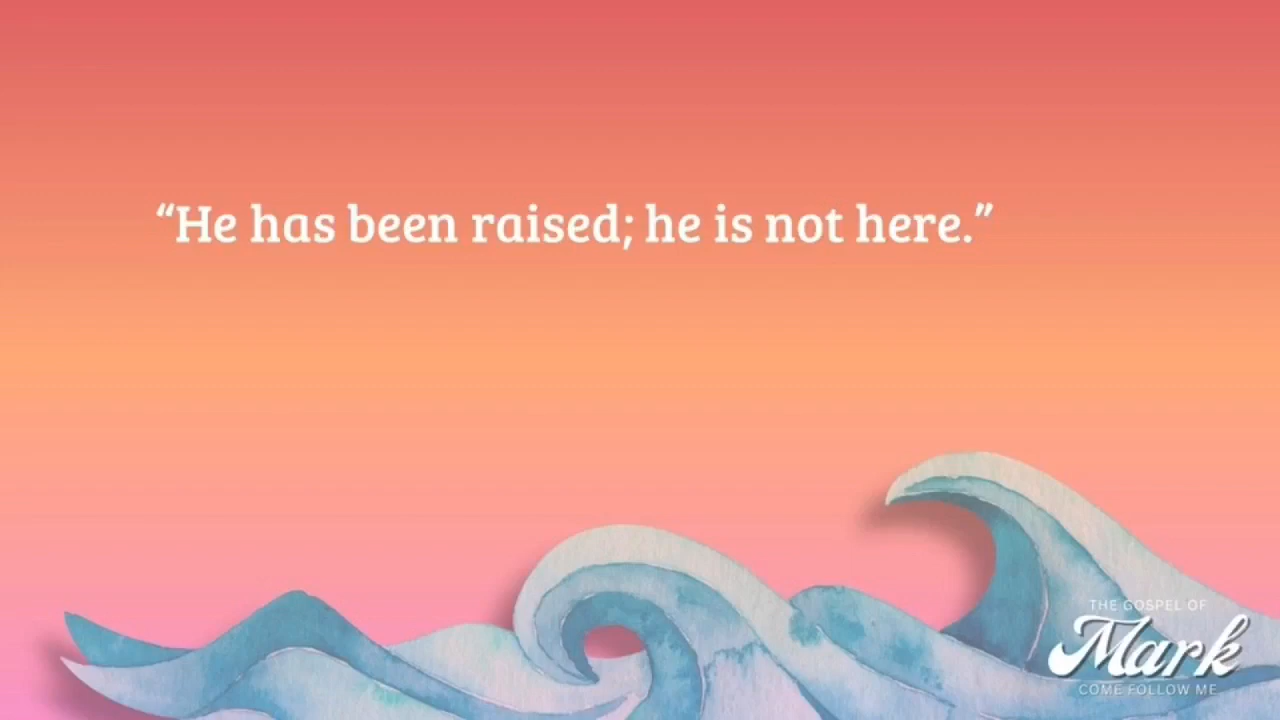 “He has been raised; he is not here.”
THE GOSPEL OF
Mark
COME FOLLOW ME